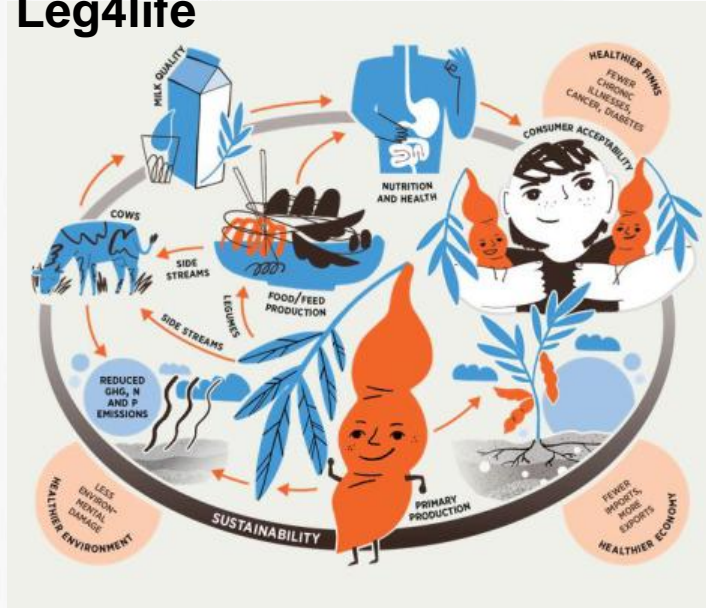 Leg4life
MILK QUALITY
HEALTHIER FINNS
FEWER
CHRONIC
ILLNESSES,
CANCER, DIABETES
CONSUMER ACCEPTABILITY
NUTRITION
AND HEALTH
COWS
SIDE
STREAMS
FOOD/FEED
PRODUCTION
LEGUMES
SIDE STREAMS
REDUCED
GHG, N
AND P
EMISSIONS
PRIMARY
PRODUCTION
SUSTAINABILITY
LESS
ENVIRON-
MENTAL
DAMAGE
HEALTHIER ENVIRONMENT
FEWER
IMPORTS,
MORE
EXPORTS
HEALTHIER ECONOMY